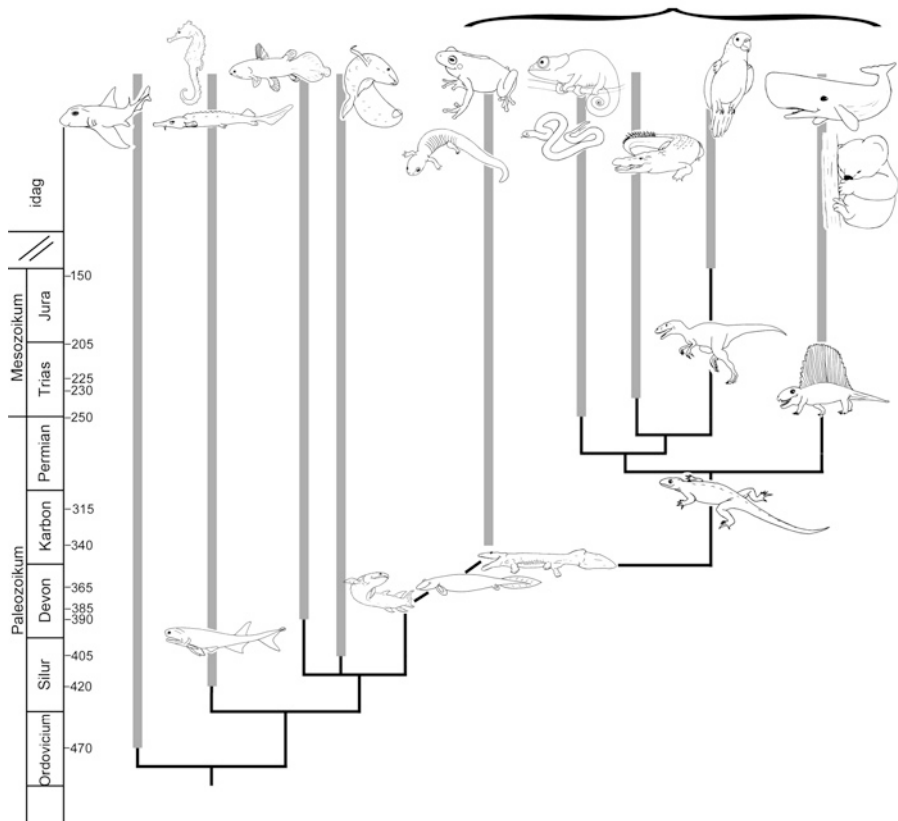 idag
Mesozoikum
Jura
Trias
Paleozoikum
Permian
Karbon
Devon
Silur
Ordovicium
150
205
225
230
250
315
340
365
385
390
405
420
470